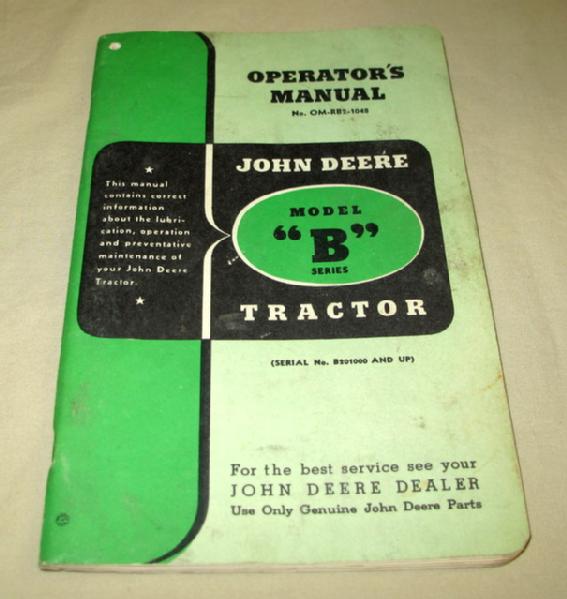 OPERATOR'S
MANUAL
No. OM-RB2-1048
JOHN DEERE
MODEL
"B"
SERIES
TRACTOR
This manual
contains correct
information
about the lubri-
cation, operation
and preventative
maintenance of
your John Deere
Tractor.
(SERIAL No. B201000 AND UP)
For the best service see your
JOHN DEERE DEALER
Use Only Genuine John Deere Parts